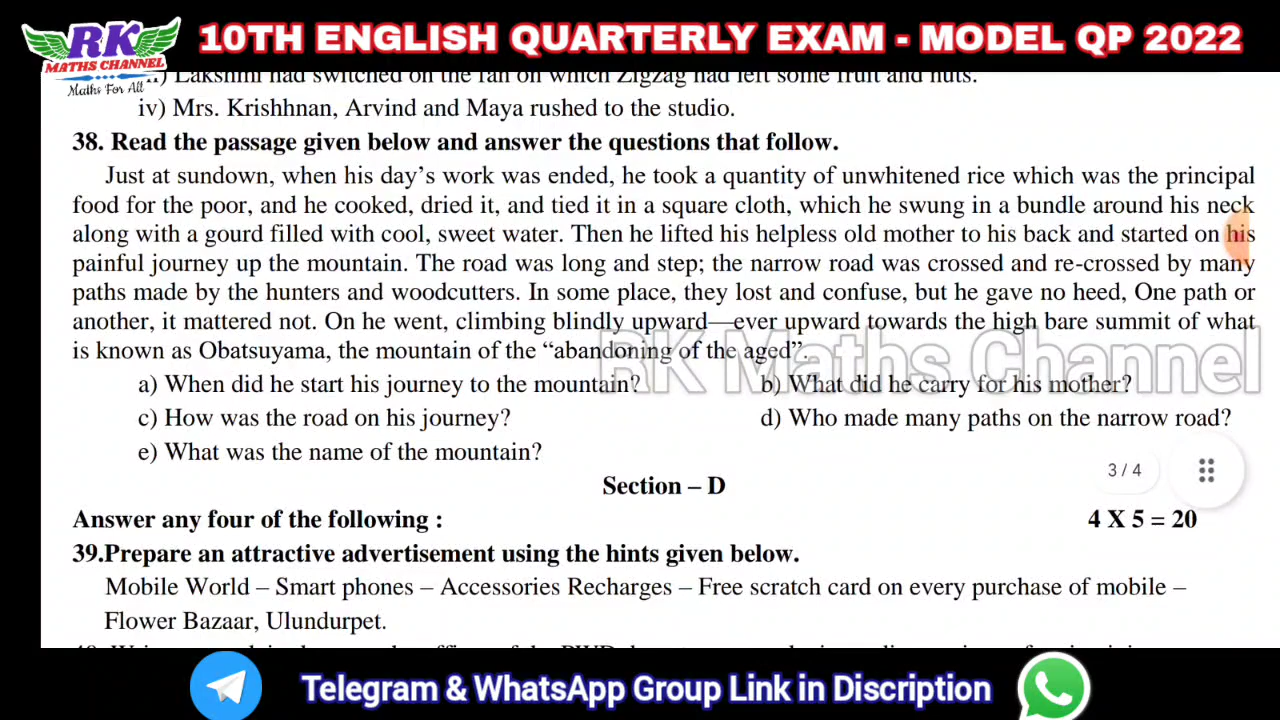 RK
MATHS CHANNEL
Maths For All
10TH ENGLISH QUARTERLY EXAM - MODEL QP 2022
Lakshmi had switched on the fan on which Zigzag had left some fruit and nuts.
iv) Mrs. Krishhnan, Arvind and Maya rushed to the studio.
38. Read the passage given below and answer the questions that follow.
Just at sundown, when his day’s work was ended, he took a quantity of unwhitened rice which was the principal
food for the poor, and he cooked, dried it, and tied it in a square cloth, which he swung in a bundle around his neck
along with a gourd filled with cool, sweet water. Then he lifted his helpless old mother to his back and started on his
painful journey up the mountain. The road was long and step; the narrow road was crossed and re-crossed by many
paths made by the hunters and woodcutters. In some place, they lost and confuse, but he gave no heed, One path or
another, it mattered not. On he went, climbing blindly upward—ever upward towards the high bare summit of what
is known as Obatsuyama, the mountain of the “abandoning of the aged”.
RK Maths Channel
a) When did he start his journey to the mountain? b) What did he carry for his mother?
c) How was the road on his journey? d) Who made many paths on the narrow road?
e) What was the name of the mountain?
3 / 4
Section – D
Answer any four of the following : 4 X 5 = 20
39.Prepare an attractive advertisement using the hints given below.
Mobile World – Smart phones – Accessories Recharges – Free scratch card on every purchase of mobile –
Flower Bazaar, Ulundurpet.
Telegram & WhatsApp Group Link in Discription